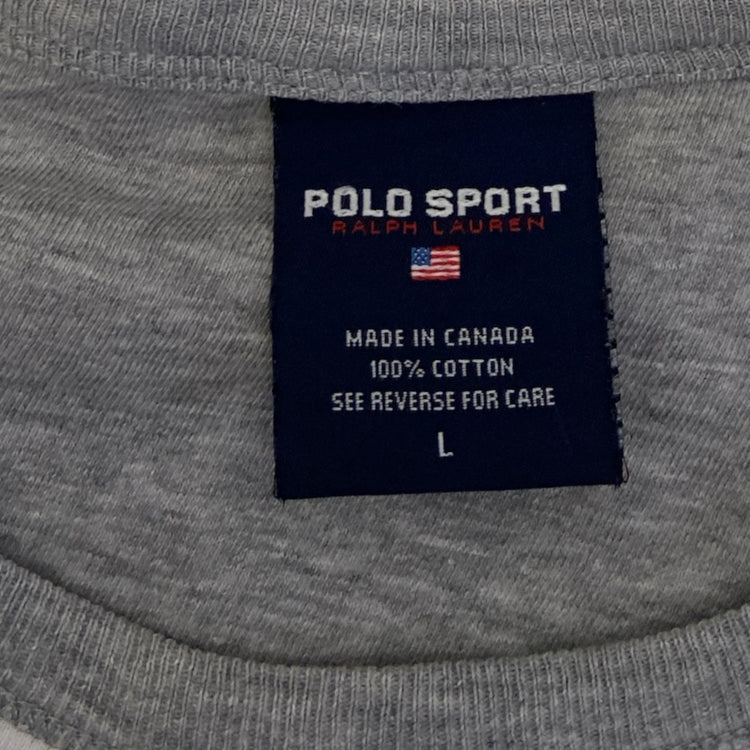 POLO SPORT
RALPH LAUREN
MADE IN CANADA
100% COTTON
SEE REVERSE FOR CARE
L